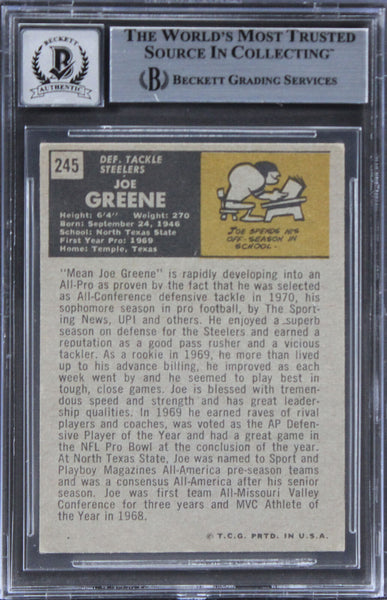 THE WORLD'S MOST TRUSTED
SOURCE IN COLLECTING™
BECKETT
AUTHENTIC
B BECKETT GRADING SERVICES
245
DEF. TACKLE
STEELERS
JOE
GREENE
Height: 6'4" Weight: 270
Born: September 24, 1946
School: North Texas State
First Year Pro: 1969
Home: Temple, Texas
JOE SPENDS HIS
OFF-SEASON IN
SCHOOL.
"Mean Joe Greene" is rapidly developing into an
All-Pro as proven by the fact that he was selected
as All-Conference defensive tackle in 1970, his
sophomore season in pro football, by The Sport-
ing News, UPI and others. He enjoyed a superb
season on defense for the Steelers and earned a
reputation as a good pass rusher and a vicious
tackler. As a rookie in 1969, he more than lived
up to his advance billing, he improved as each
week went by and he seemed to play best in
tough, close games. Joe is blessed with tremen-
dous speed and strength and has great leader-
ship qualities. In 1969 he earned raves of rival
players and coaches, was voted as the AP Defen-
sive Player of the Year and had a great game in
the NFL Pro Bowl at the conclusion of the year.
At North Texas State, Joe was named to Sport and
Playboy Magazines All-America pre-season teams
and was a consensus All-America after his senior
season. Joe was first team All-Missouri Valley
Conference for three years and MVC Athlete of
the Year in 1968.
© T.C.G. PRTD. IN U.S.A.